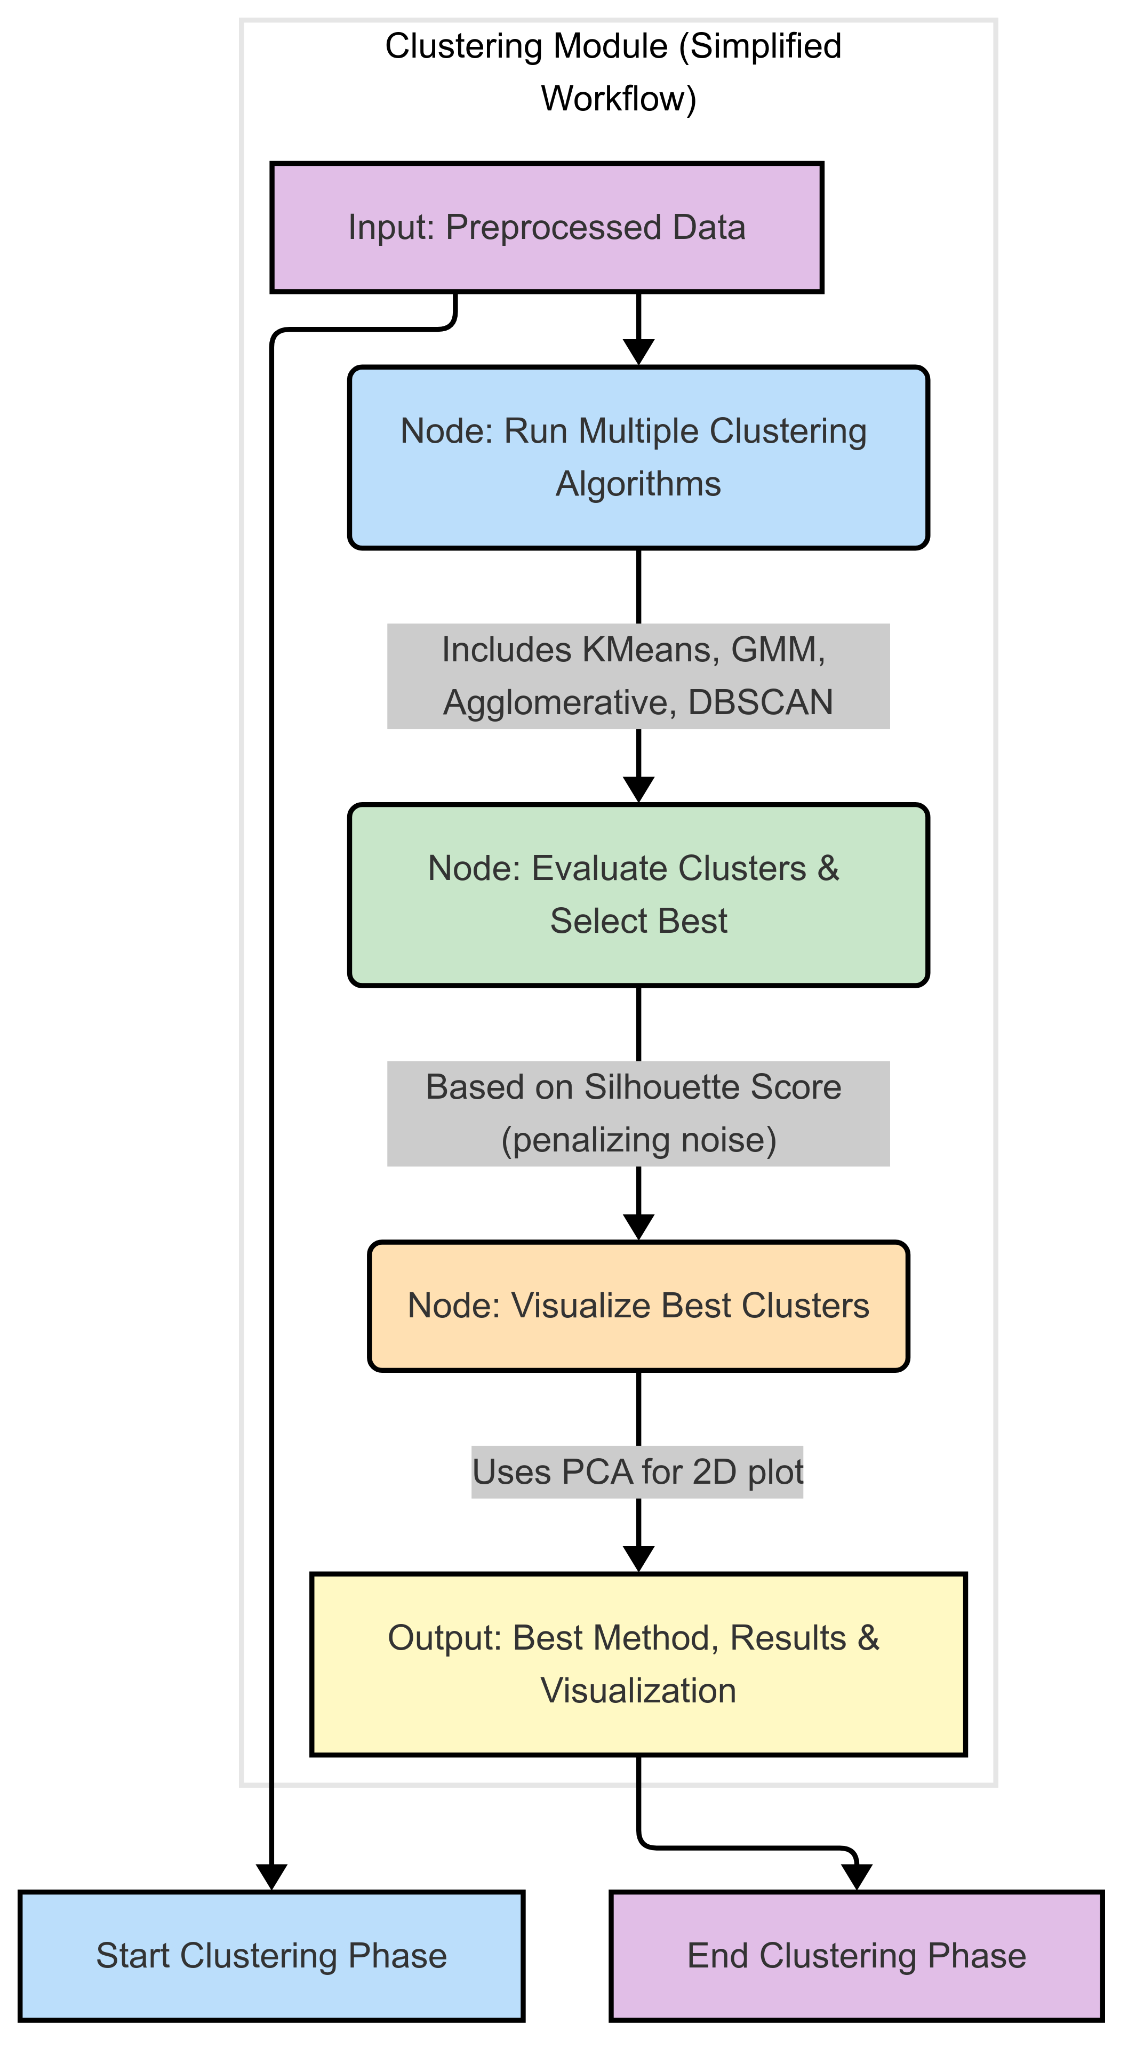 Clustering Module (Simplified
Workflow)
Input: Preprocessed Data
Node: Run Multiple Clustering
Algorithms
Includes KMeans, GMM,
Agglomerative, DBSCAN
Node: Evaluate Clusters &
Select Best
Based on Silhouette Score
(penalizing noise)
Node: Visualize Best Clusters
Uses PCA for 2D plot
Output: Best Method, Results &
Visualization
Start Clustering Phase
End Clustering Phase